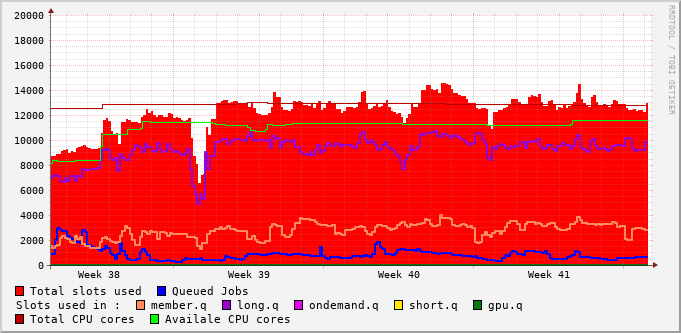 RRDTOOL / TOBI OETIKER
20000
18000
16000
14000
12000
10000
8000
6000
4000
2000
0
Week 38 Week 39 Week 40 Week 41
Total slots used Queued Jobs
Slots used in : member.q long.q ondemand.q short.q gpu.q
Total CPU cores Availale CPU cores